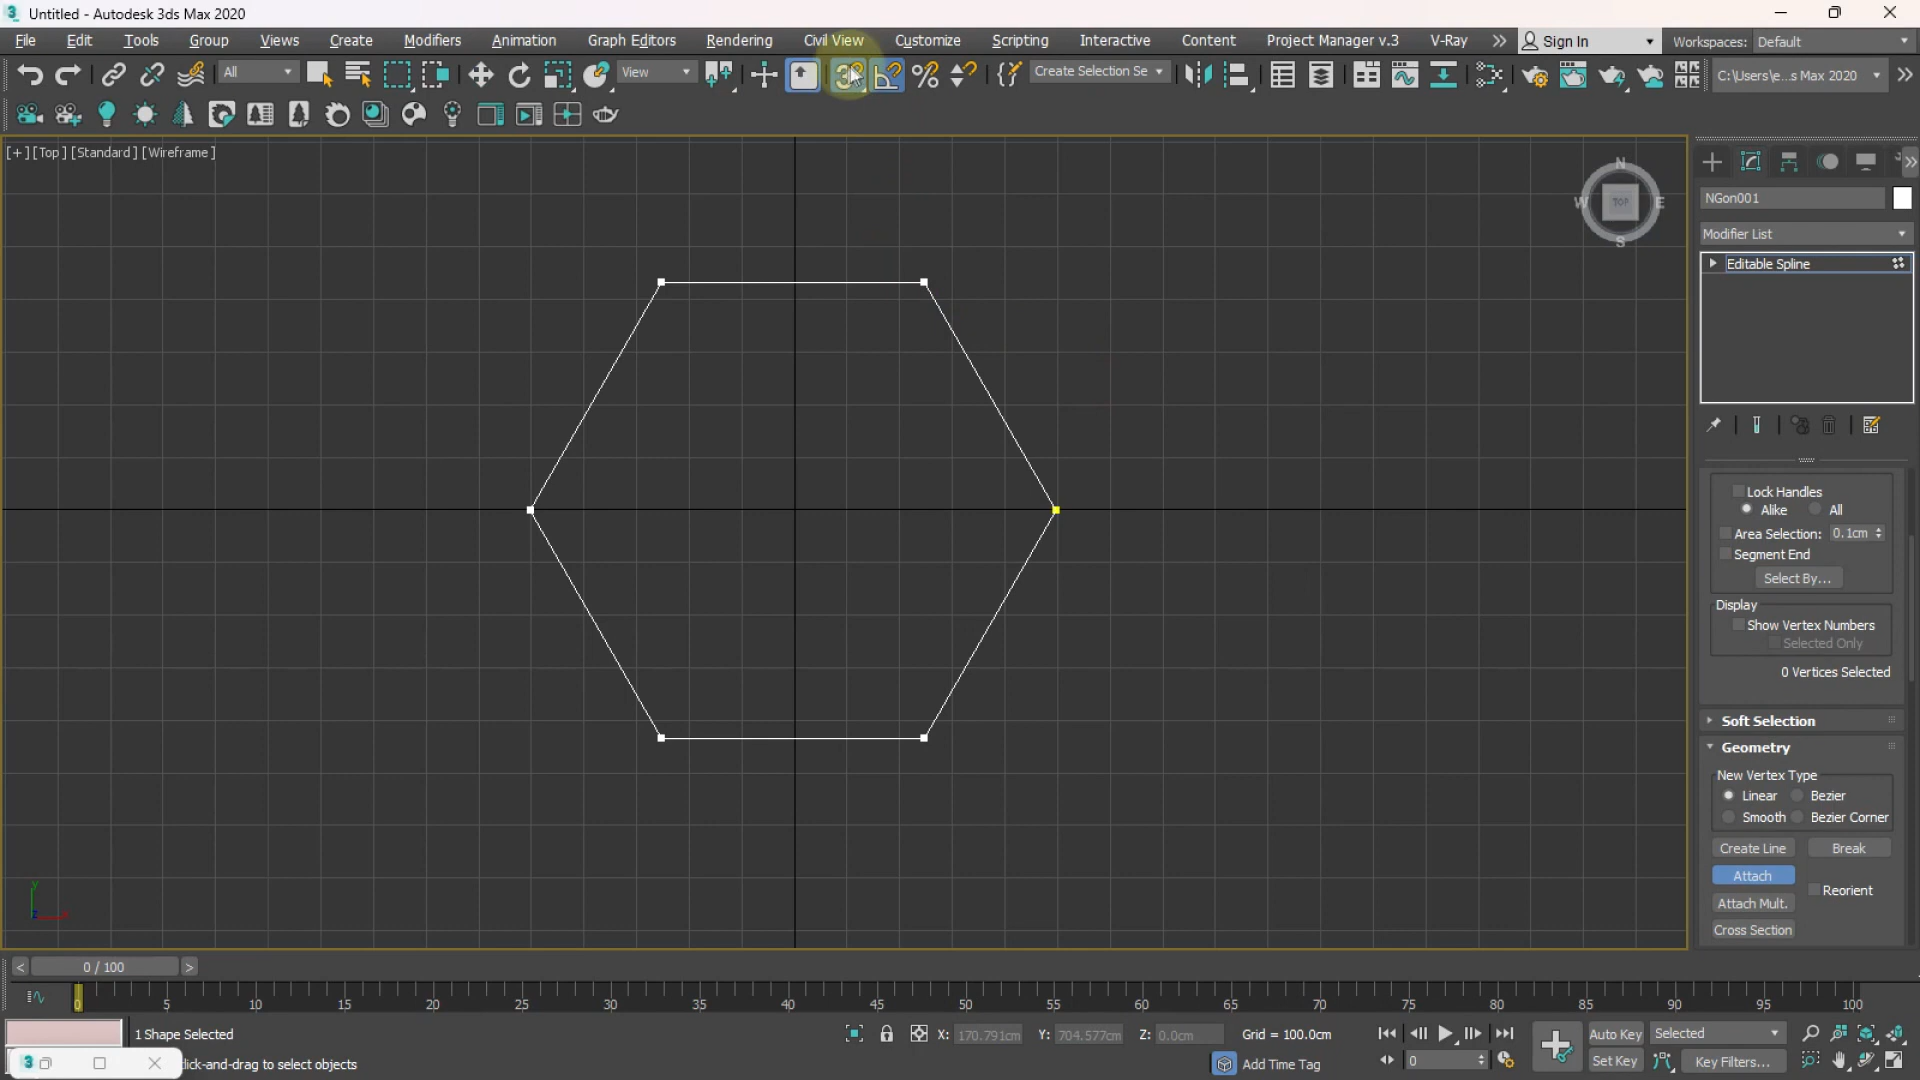 Untitled - Autodesk 3ds Max 2020
File Edit Tools Group Views Create Modifiers Animation Graph Editors Rendering Civil View Customize Scripting Interactive Content Project Manager v.3 V-Ray Sign In Workspaces: Default
All View Create Selection Se C:\Users\e...s Max 2020
[+] [Top] [Standard] [Wireframe]
N
W TOP E
S
NGon001
Modifier List
Editable Spline
Lock Handles
Alike All
Area Selection: 0.1cm
Segment End
Select By...
Display
Show Vertex Numbers
Selected Only
0 Vertices Selected
Soft Selection
Geometry
New Vertex Type
Linear Bezier
Smooth Bezier Corner
Create Line Break
Attach
Reorient
Attach Mult.
Cross Section
y
z
< 0 / 100 >
0 5 10 15 20 25 30 35 40 45 50 55 60 65 70 75 80 85 90 95 100
1 Shape Selected X: 170.791cm Y: 704.577cm Z: 0.0cm Grid = 100.0cm Auto Key Selected
3 lick-and-drag to select objects Add Time Tag 0 Set Key Key Filters...